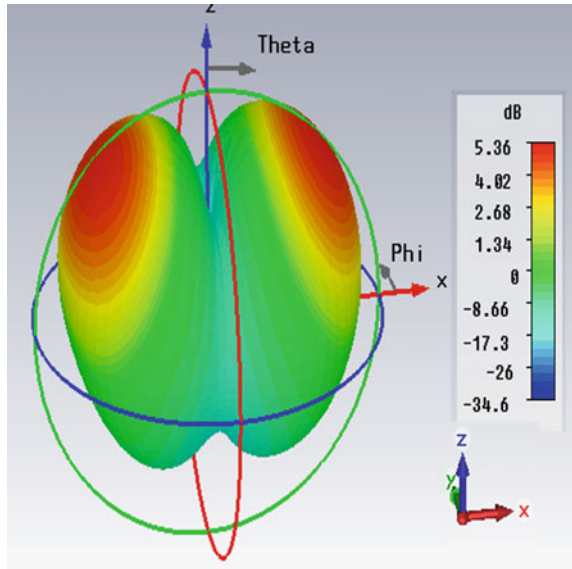 z
Theta
dB
5.36
4.02
2.68
1.34
0
-8.66
-17.3
-26
-34.6
Phi
x
z
y
x